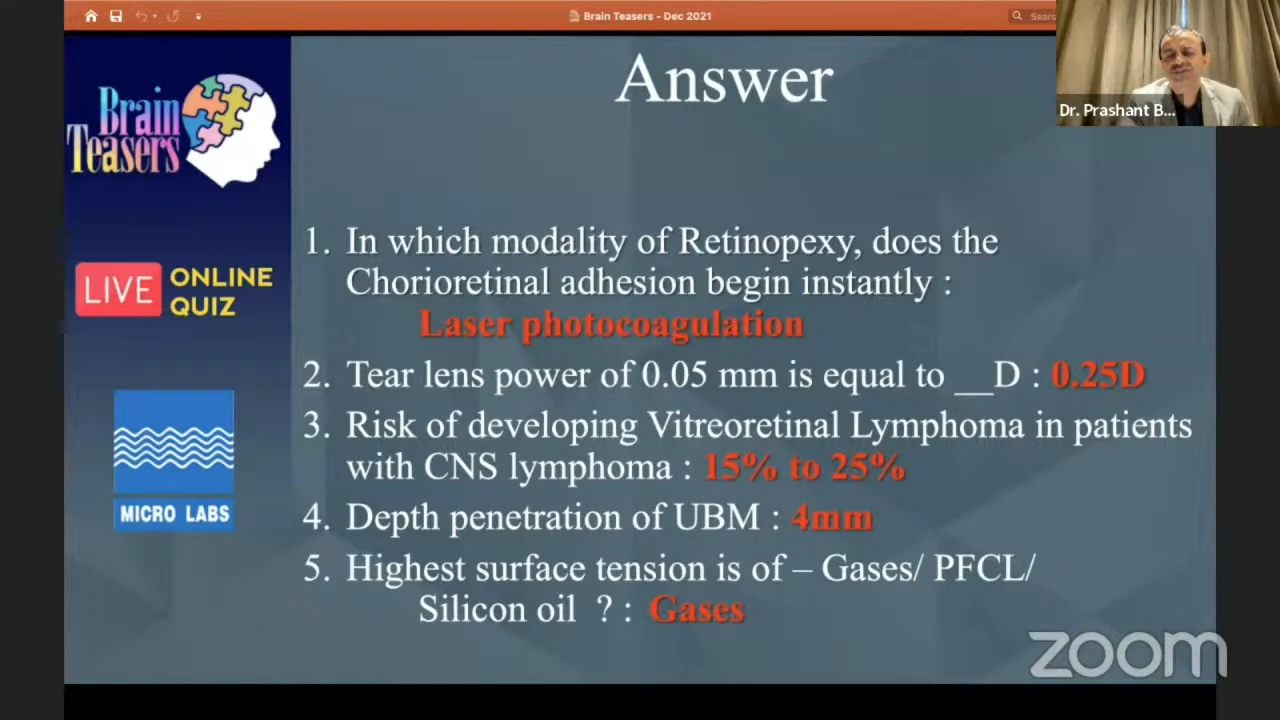 Brain Teasers - Dec 2021
Dr. Prashant B...
Answer
Brain
Teasers
LIVE ONLINE
QUIZ
MICRO LABS
1. In which modality of Retinopexy, does the
Chorioretinal adhesion begin instantly :
Laser photocoagulation
2. Tear lens power of 0.05 mm is equal to __D : 0.25D
3. Risk of developing Vitreoretinal Lymphoma in patients
with CNS lymphoma : 15% to 25%
4. Depth penetration of UBM : 4mm
5. Highest surface tension is of – Gases/ PFCL/
Silicon oil ? : Gases
zoom